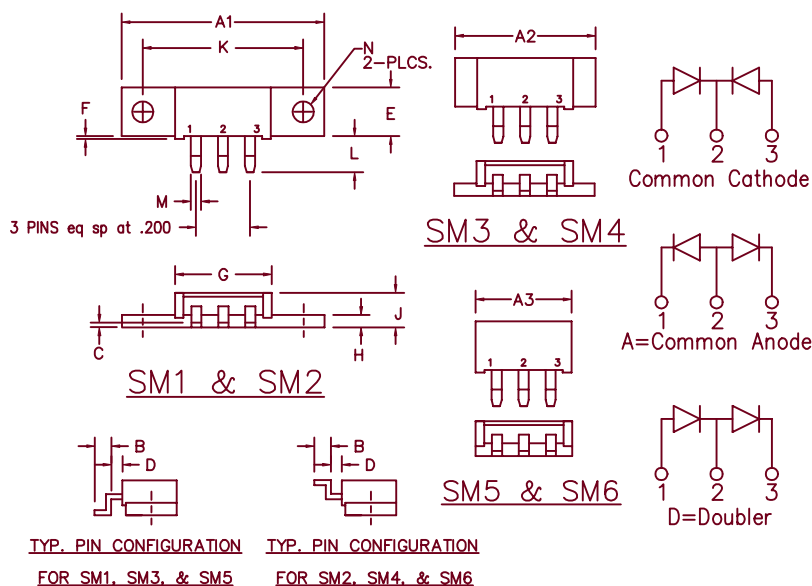 A1
K
N
2-PLCS.
F
E
1 2 3
L
M
3 PINS eq sp at .200
G
J
C
H
SM1 & SM2
B
D
TYP. PIN CONFIGURATION
FOR SM1, SM3, & SM5
B
D
TYP. PIN CONFIGURATION
FOR SM2, SM4, & SM6
A2
1 2 3
SM3 & SM4
A3
1 2 3
SM5 & SM6
1 2 3
Common Cathode
1 2 3
A=Common Anode
1 2 3
D=Doubler